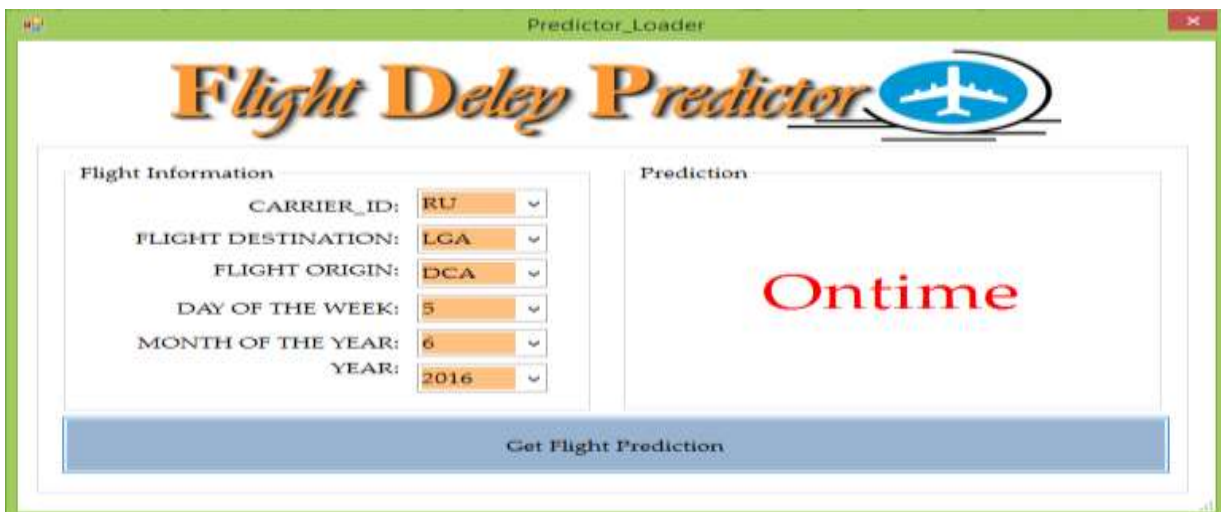 Predictor_Loader
Flight Deley Predictor
Flight Information
CARRIER_ID: RU
FLIGHT DESTINATION: LGA
FLIGHT ORIGIN: DCA
DAY OF THE WEEK: 5
MONTH OF THE YEAR: 6
YEAR: 2016
Prediction
Ontime
Get Flight Prediction